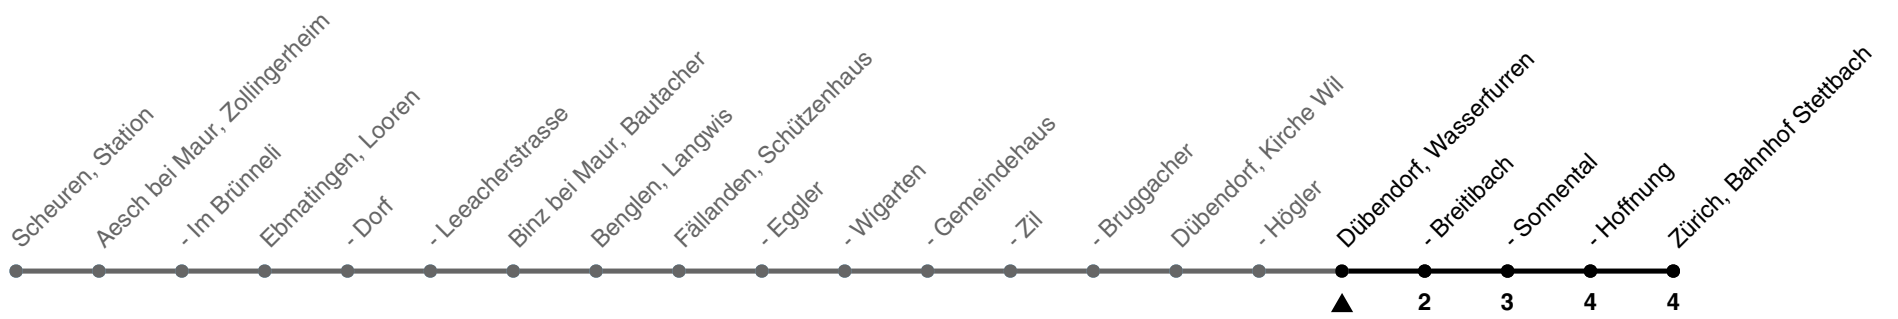 Scheuren, Station
Aesch bei Maur, Zollingerheim
- Im Brünneli
Ebmatingen, Looren
- Dorf
- Leeacherstrasse
Binz bei Maur, Bautacher
Benglen, Langwis
Fällanden, Schützenhaus
- Eggler
- Wigarten
- Gemeindehaus
- Zil
- Bruggacher
Dübendorf, Kirche Wil
- Högler
Dübendorf, Wasserfurren
- Breitibach
- Sonnental
- Hoffnung
Zürich, Bahnhof Stettbach
2 3 4 4